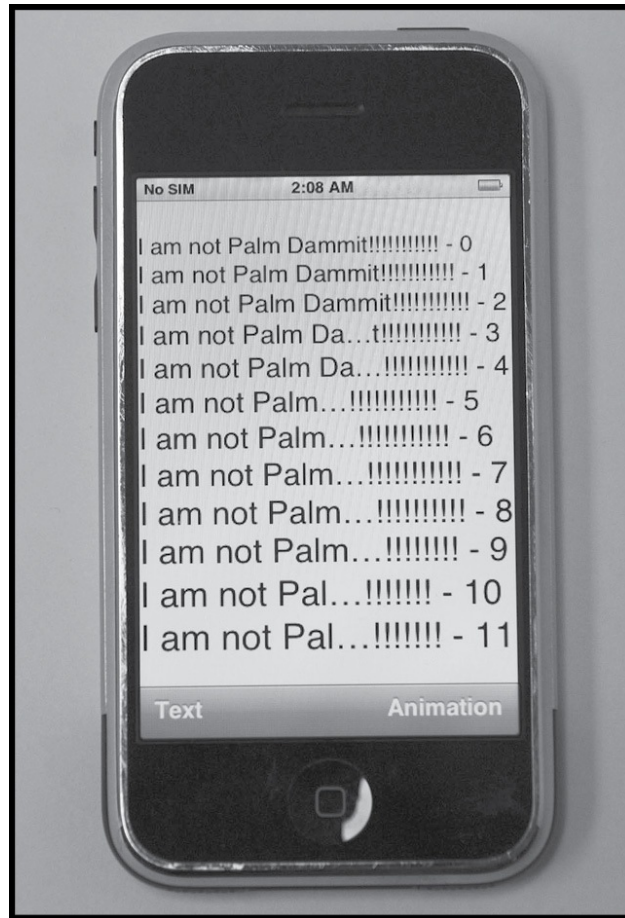 No SIM 2:08 AM
I am not Palm Dammit!!!!!!!!!!! - 0
I am not Palm Dammit!!!!!!!!!!! - 1
I am not Palm Dammit!!!!!!!!!!! - 2
I am not Palm Da…t!!!!!!!!!!! - 3
I am not Palm Da…!!!!!!!!!!! - 4
I am not Palm…!!!!!!!!!!! - 5
I am not Palm…!!!!!!!!!!! - 6
I am not Palm…!!!!!!!!!!! - 7
I am not Palm…!!!!!!!!!! - 8
I am not Palm…!!!!!!!! - 9
I am not Pal…!!!!!!! - 10
I am not Pal…!!!!!!! - 11
Text Animation